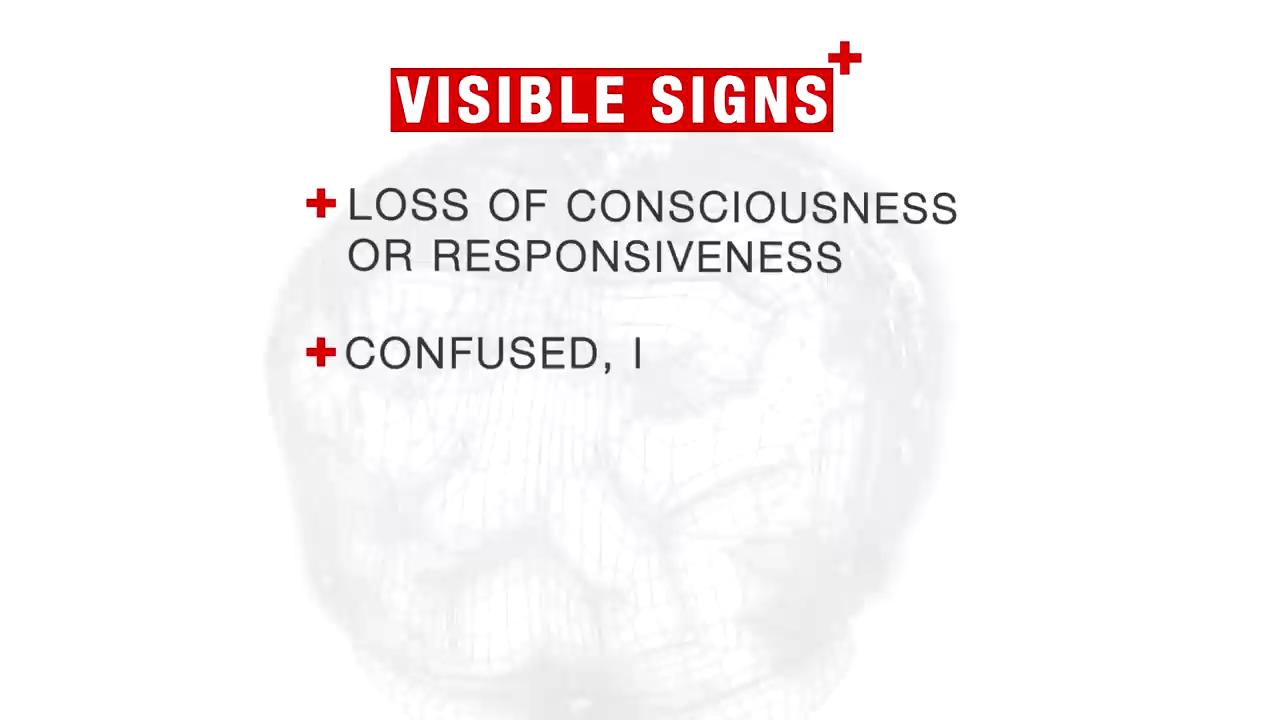 VISIBLE SIGNS
LOSS OF CONSCIOUSNESS
OR RESPONSIVENESS
CONFUSED, I